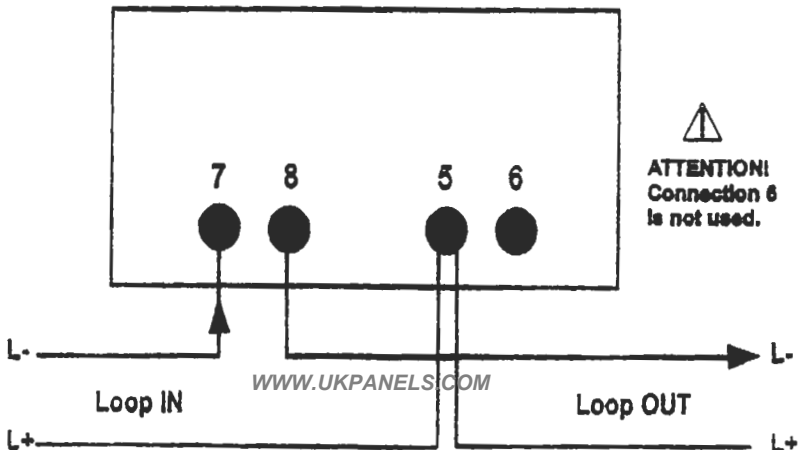 7 8 5 6
ATTENTION!
Connection 6
is not used.
L- L-
WWW.UKPANELS.COM
Loop IN Loop OUT
L+ L+